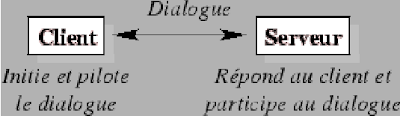 Dialogue
Client
Serveur
Initie et pilote
le dialogue
Répond au client et
participe au dialogue